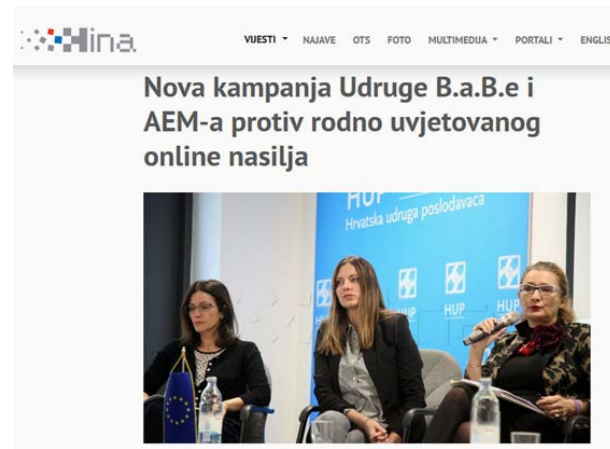 Hina
VIJESTI NAJAVE OTS FOTO MULTIMEDIJA PORTALI ENGLIS
Nova kampanja Udruge B.a.B.e i
AEM-a protiv rodno uvjetovanog
online nasilja
HUP
Hrvatska udruga poslodavaca
HUP HUP HUP